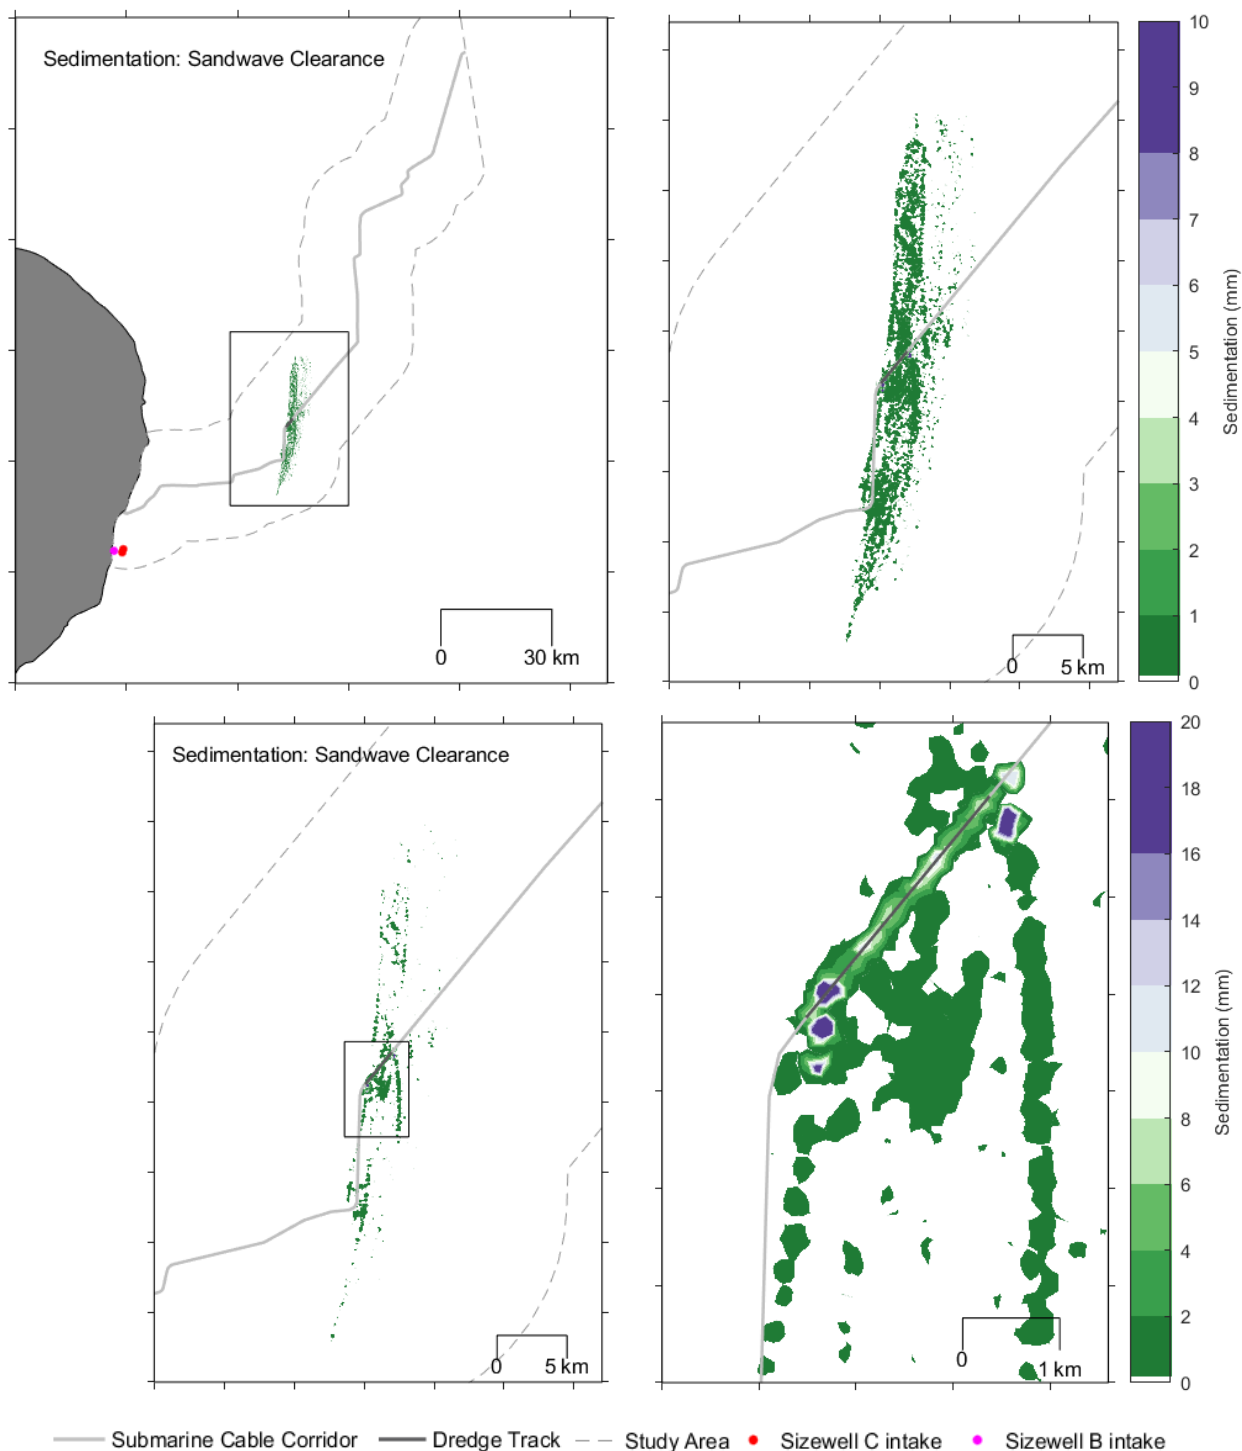 Sedimentation: Sandwave Clearance
0
30 km
0
5 km
10
9
8
7
6
5
4
3
2
1
0
Sedimentation (mm)
Sedimentation: Sandwave Clearance
0
5 km
0
1 km
20
18
16
14
12
10
8
6
4
2
0
Sedimentation (mm)
Submarine Cable Corridor
Dredge Track
Study Area
Sizewell C intake
Sizewell B intake